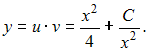 y = u · v = x²/4 + C/x².